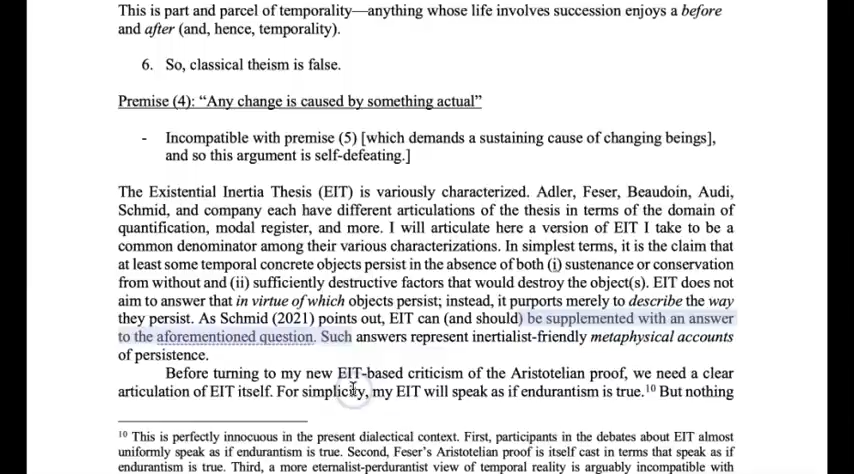 This is part and parcel of temporality—anything whose life involves succession enjoys a before
and after (and, hence, temporality).
6. So, classical theism is false.
Premise (4): “Any change is caused by something actual”
- Incompatible with premise (5) [which demands a sustaining cause of changing beings],
and so this argument is self-defeating.]
The Existential Inertia Thesis (EIT) is variously characterized. Adler, Feser, Beaudoin, Audi,
Schmid, and company each have different articulations of the thesis in terms of the domain of
quantification, modal register, and more. I will articulate here a version of EIT I take to be a
common denominator among their various characterizations. In simplest terms, it is the claim that
at least some temporal concrete objects persist in the absence of both (i) sustenance or conservation
from without and (ii) sufficiently destructive factors that would destroy the object(s). EIT does not
aim to answer that in virtue of which objects persist; instead, it purports merely to describe the way
they persist. As Schmid (2021) points out, EIT can (and should) be supplemented with an answer
to the aforementioned question. Such answers represent inertialist-friendly metaphysical accounts
of persistence.
Before turning to my new EIT-based criticism of the Aristotelian proof, we need a clear
articulation of EIT itself. For simplicity, my EIT will speak as if endurantism is true.¹⁰ But nothing
¹⁰ This is perfectly innocuous in the present dialectical context. First, participants in the debates about EIT almost
uniformly speak as if endurantism is true. Second, Feser’s Aristotelian proof is itself cast in terms that speak as if
endurantism is true. Third, a more eternalist-perdurantist view of temporal reality is arguably incompatible with